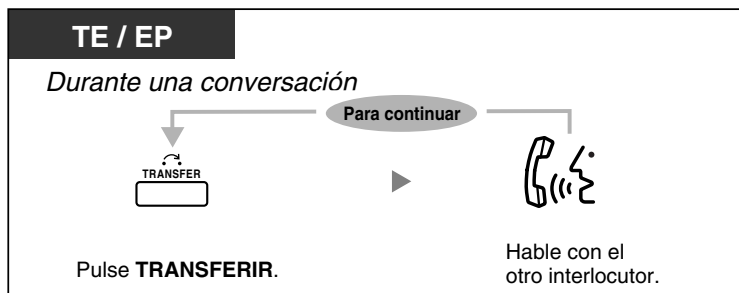 TE / EP
Durante una conversación
Para continuar
TRANSFER
Pulse TRANSFERIR.
Hable con el
otro interlocutor.